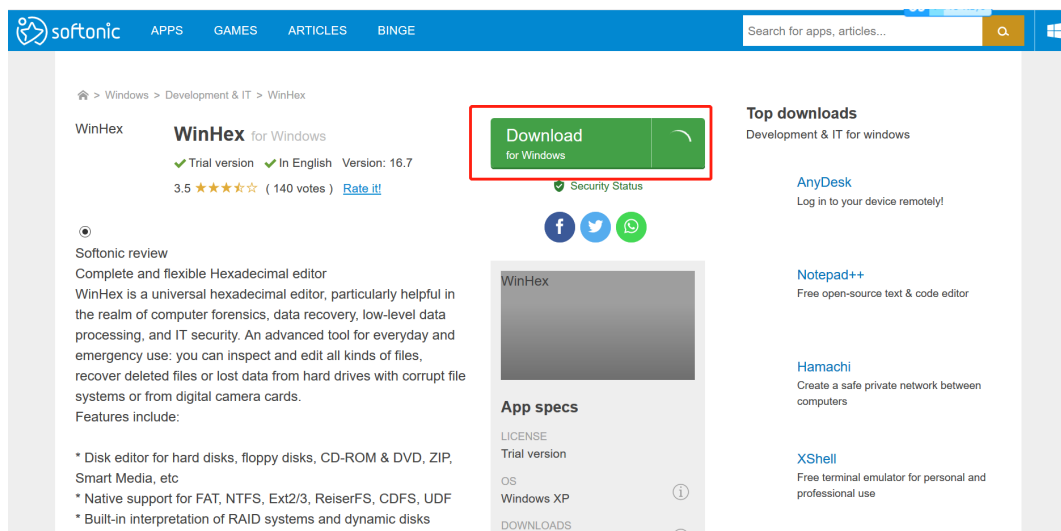 softonic APPS GAMES ARTICLES BINGE Search for apps, articles...
> Windows > Development & IT > WinHex
WinHex
WinHex for Windows
Trial version In English Version: 16.7
3.5 ( 140 votes ) Rate it!
Download
for Windows
Security Status
Softonic review
Complete and flexible Hexadecimal editor
WinHex is a universal hexadecimal editor, particularly helpful in
the realm of computer forensics, data recovery, low-level data
processing, and IT security. An advanced tool for everyday and
emergency use: you can inspect and edit all kinds of files,
recover deleted files or lost data from hard drives with corrupt file
systems or from digital camera cards.
Features include:
* Disk editor for hard disks, floppy disks, CD-ROM & DVD, ZIP,
Smart Media, etc
* Native support for FAT, NTFS, Ext2/3, ReiserFS, CDFS, UDF
* Built-in interpretation of RAID systems and dynamic disks
WinHex
App specs
LICENSE
Trial version
OS
Windows XP
DOWNLOADS
Top downloads
Development & IT for windows
AnyDesk
Log in to your device remotely!
Notepad++
Free open-source text & code editor
Hamachi
Create a safe private network between
computers
XShell
Free terminal emulator for personal and
professional use